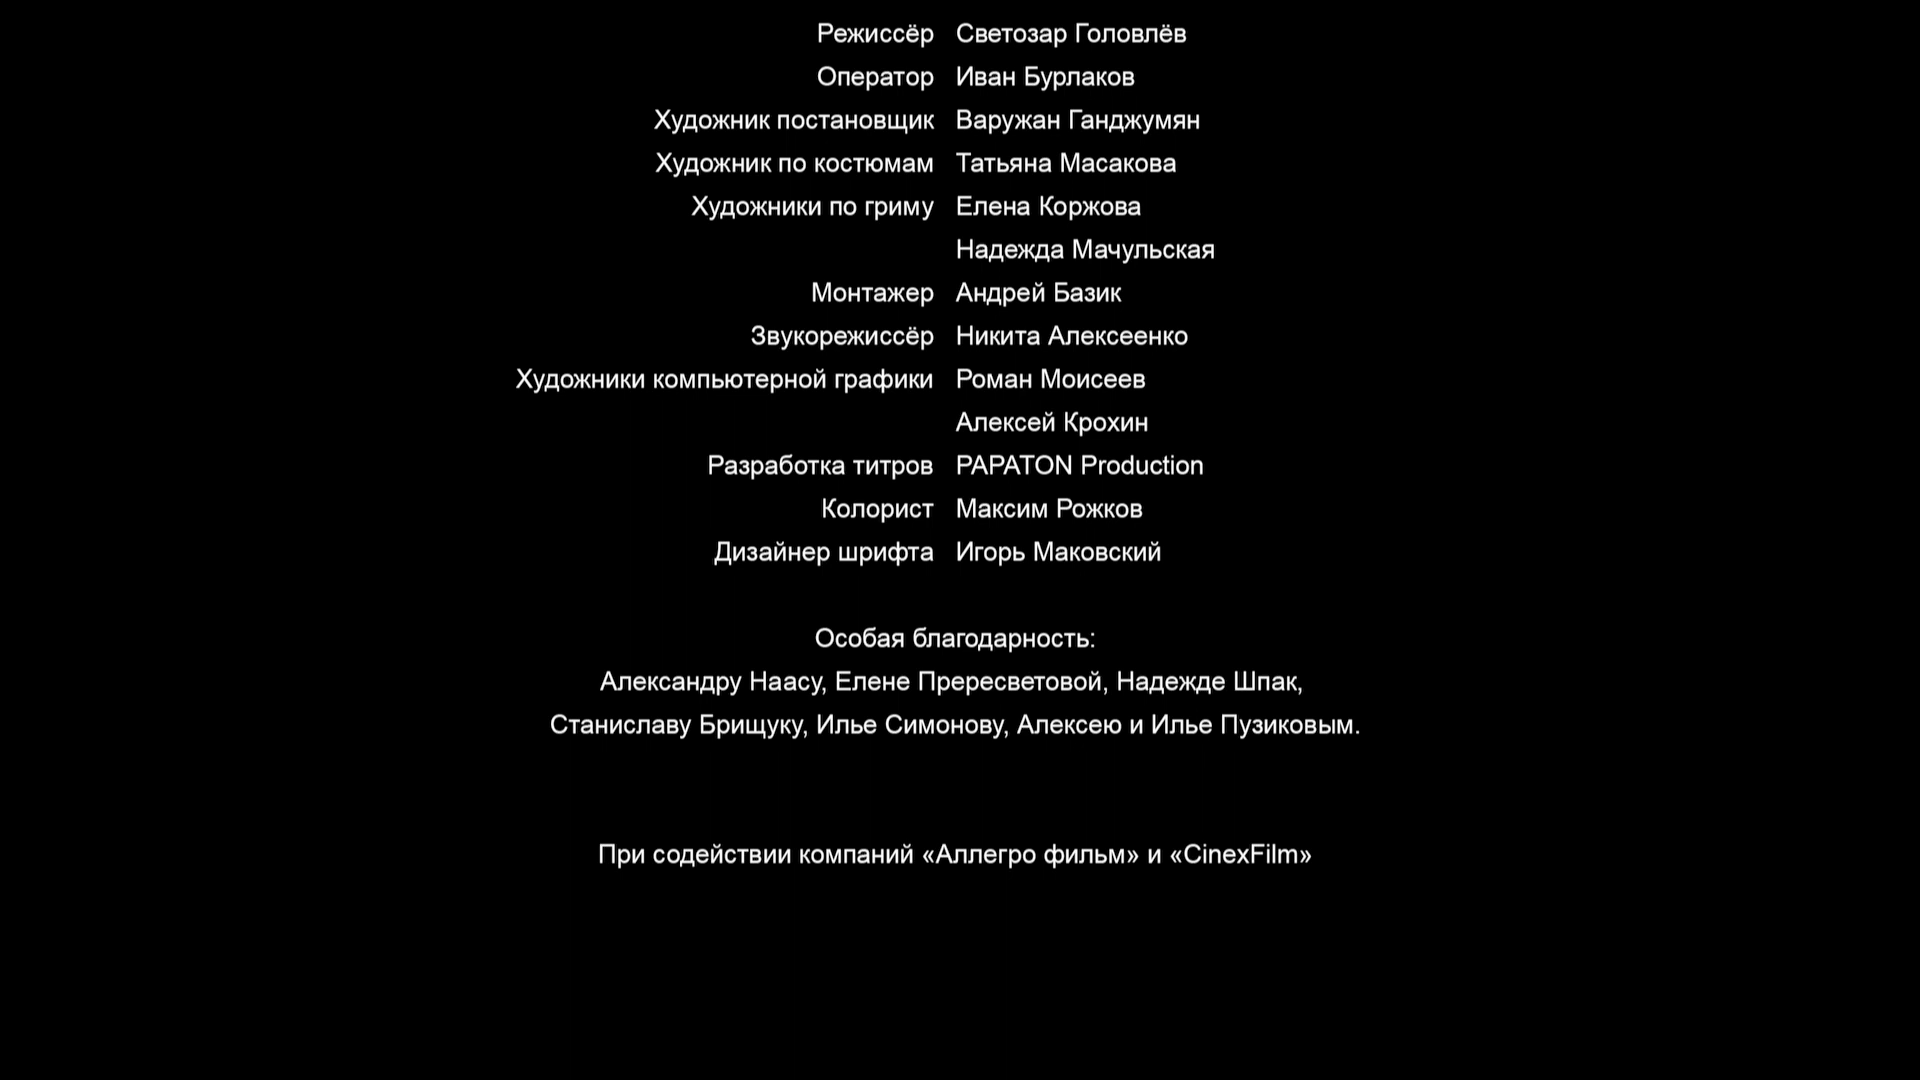 Режиссёр Светозар Головлёв
Оператор Иван Бурлаков
Художник постановщик Варужан Ганджумян
Художник по костюмам Татьяна Масакова
Художники по гриму Елена Коржова
Надежда Мачульская
Монтажер Андрей Базик
Звукорежиссёр Никита Алексеенко
Художники компьютерной графики Роман Моисеев
Алексей Крохин
Разработка титров PAPATON Production
Колорист Максим Рожков
Дизайнер шрифта Игорь Маковский
Особая благодарность:
Александру Наасу, Елене Прересветовой, Надежде Шпак,
Станиславу Брищуку, Илье Симонову, Алексею и Илье Пузиковым.
При содействии компаний «Аллегро фильм» и «CinexFilm»